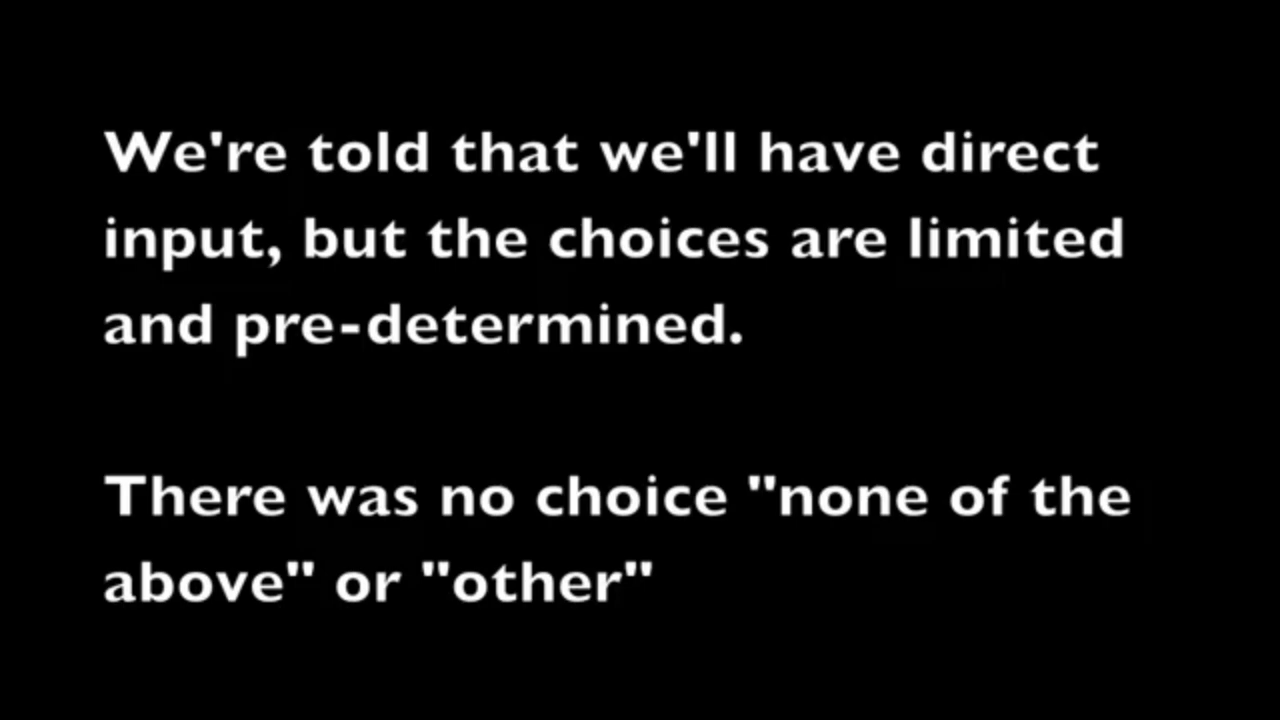 We're told that we'll have direct
input, but the choices are limited
and pre-determined.
There was no choice "none of the
above" or "other"